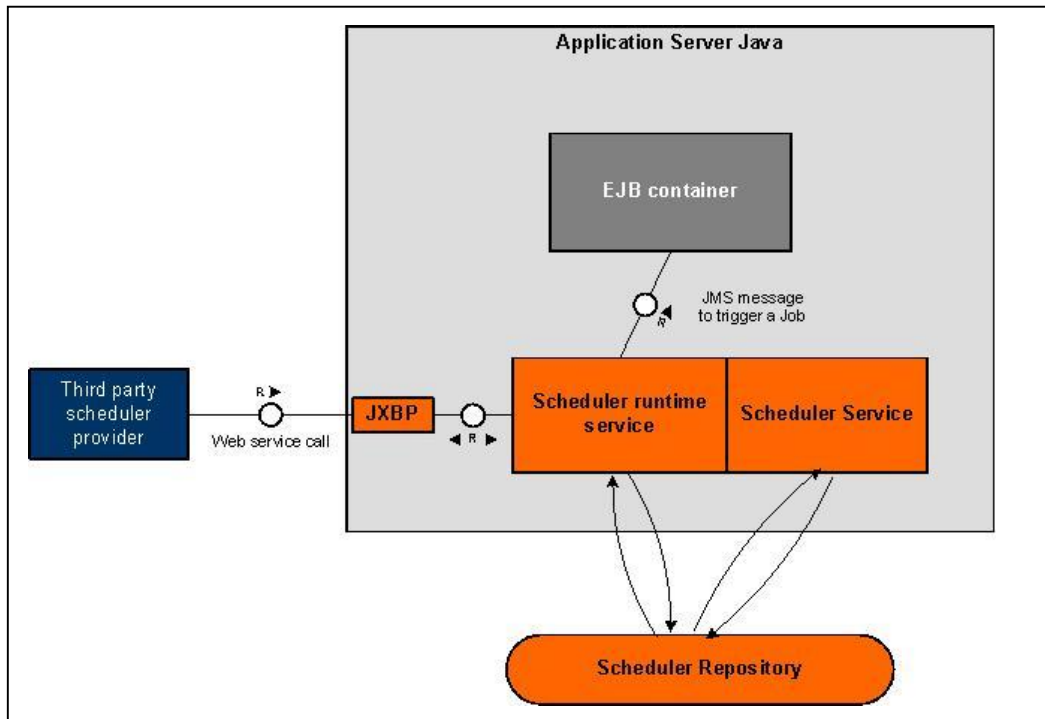 Application Server Java
EJB container
JMS message
to trigger a Job
R
Third party
scheduler
provider
R
Web service call
JXBP
R
Scheduler runtime
service
Scheduler Service
Scheduler Repository